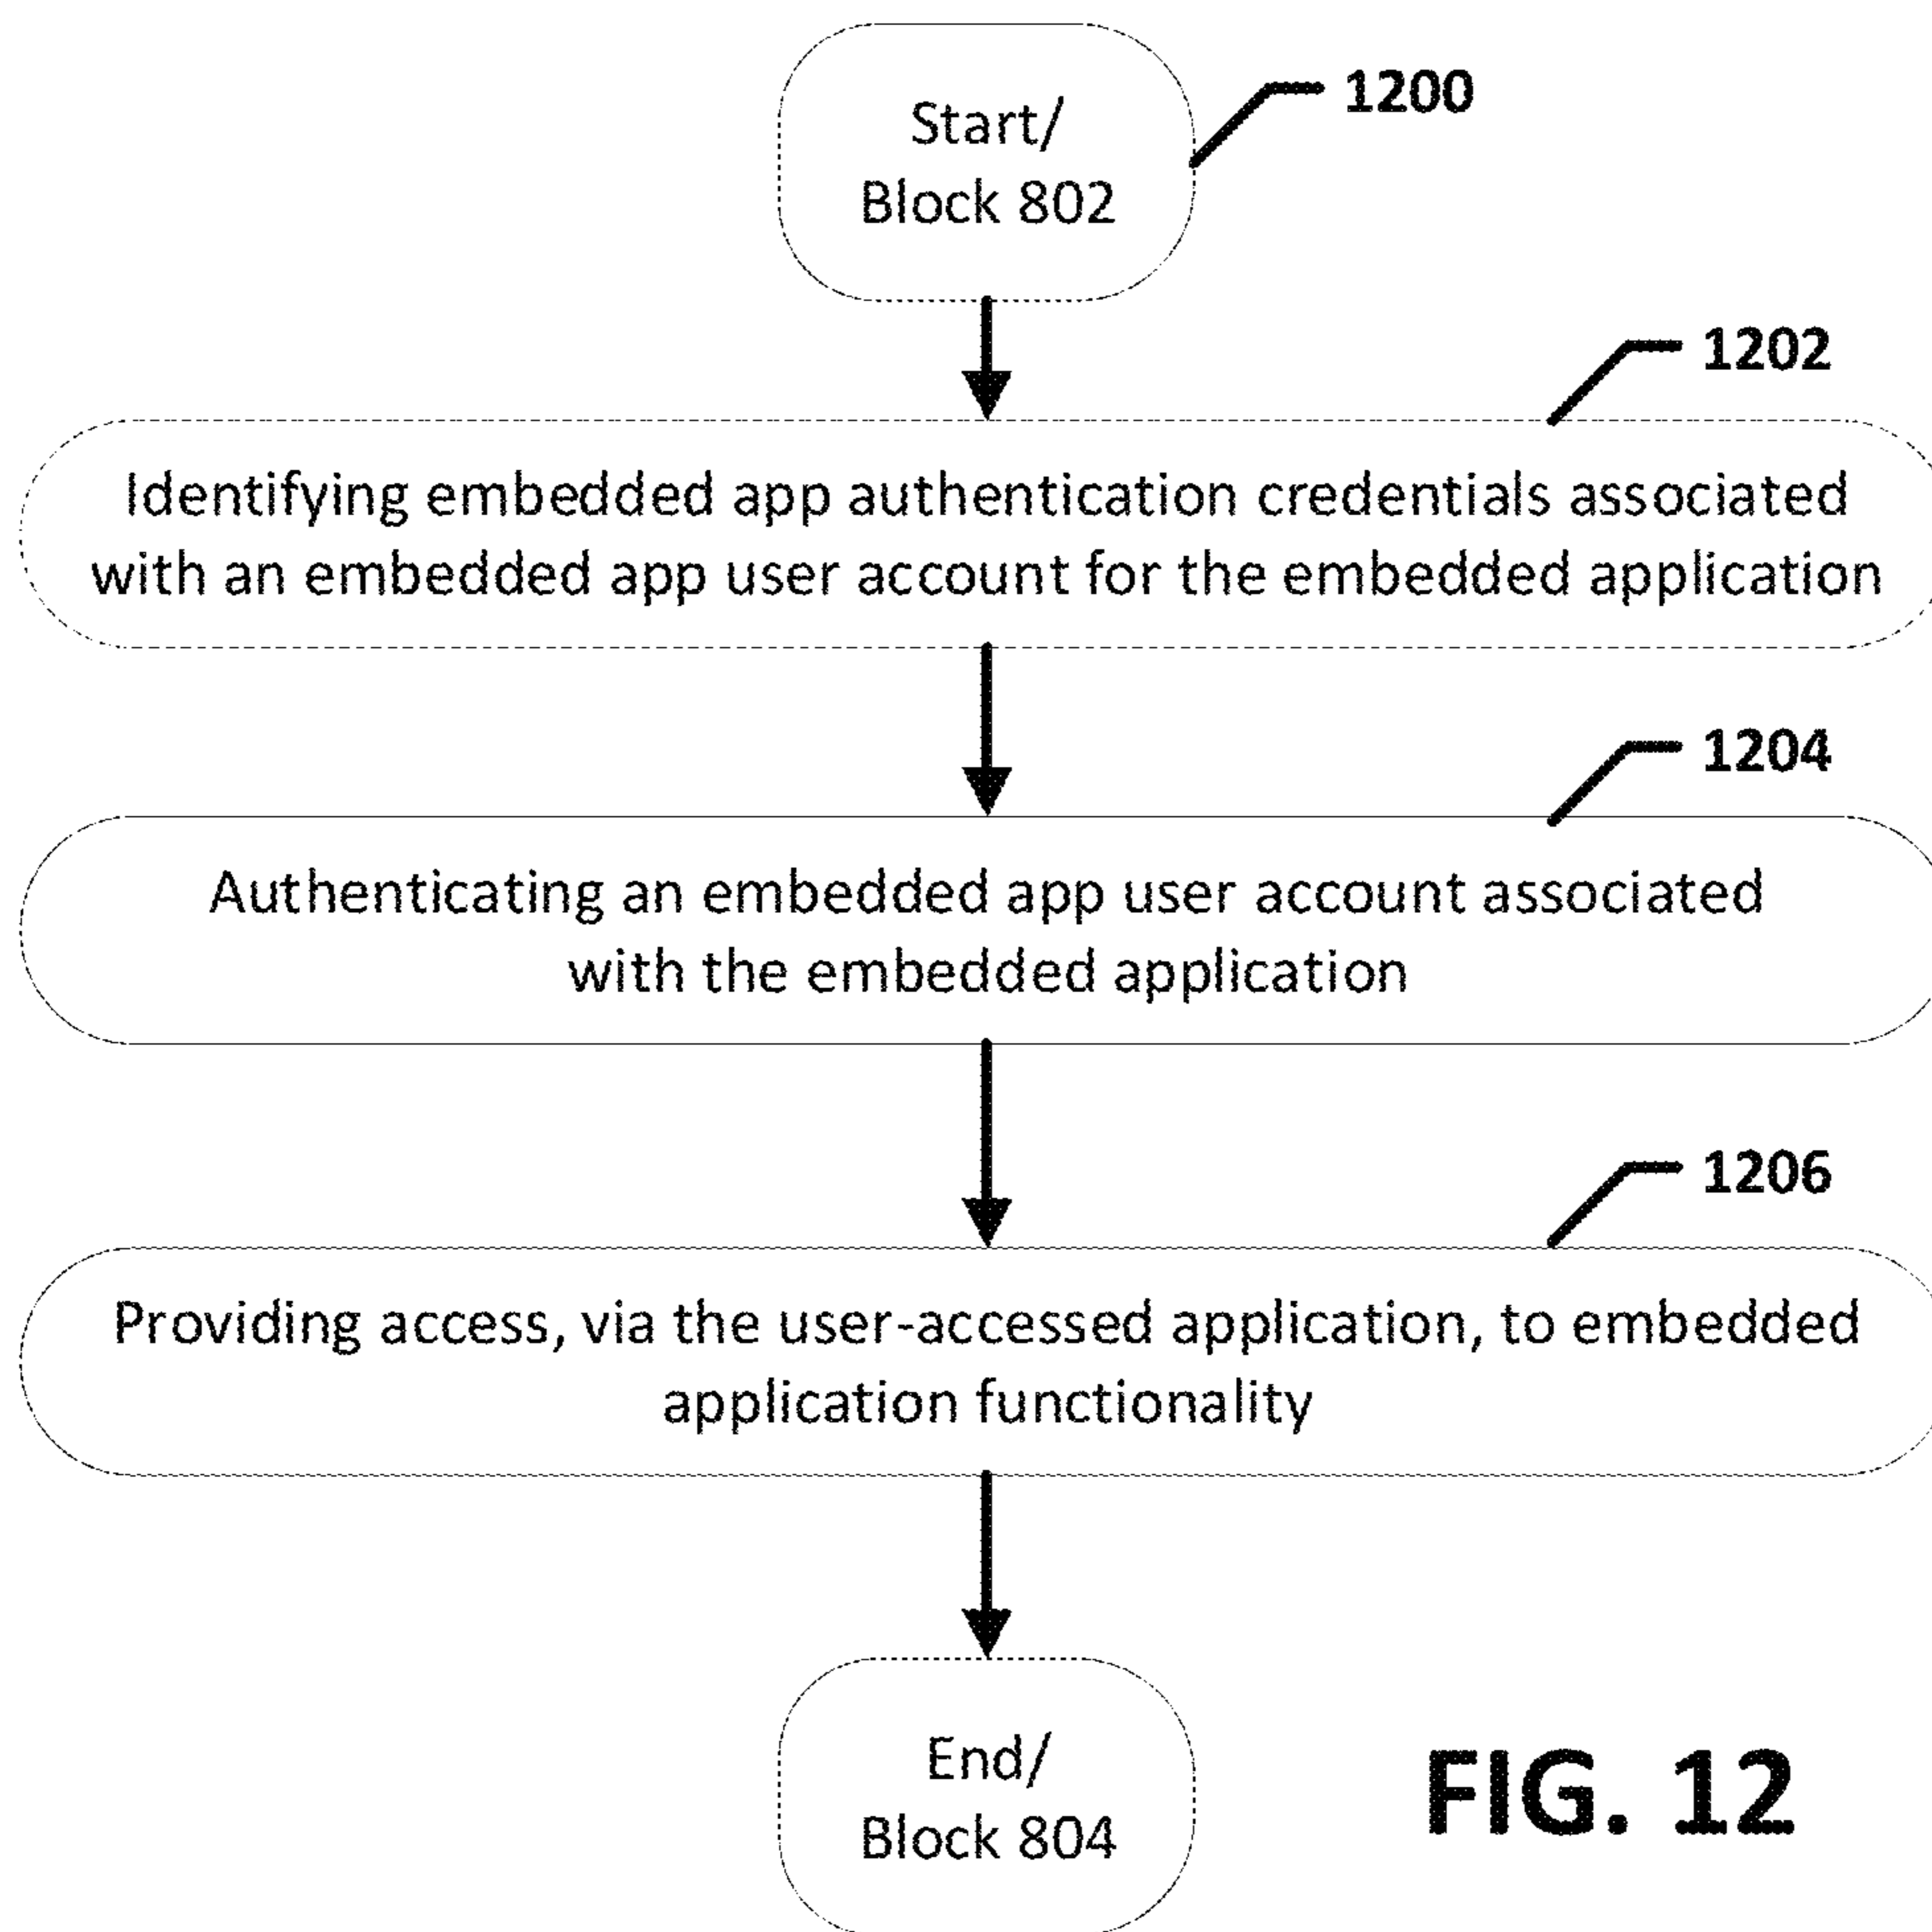 Start/
Block 802
1200
1202
Identifying embedded app authentication credentials associated
with an embedded app user account for the embedded application
1204
Authenticating an embedded app user account associated
with the embedded application
1206
Providing access, via the user-accessed application, to embedded
application functionality
End/
Block 804
FIG. 12